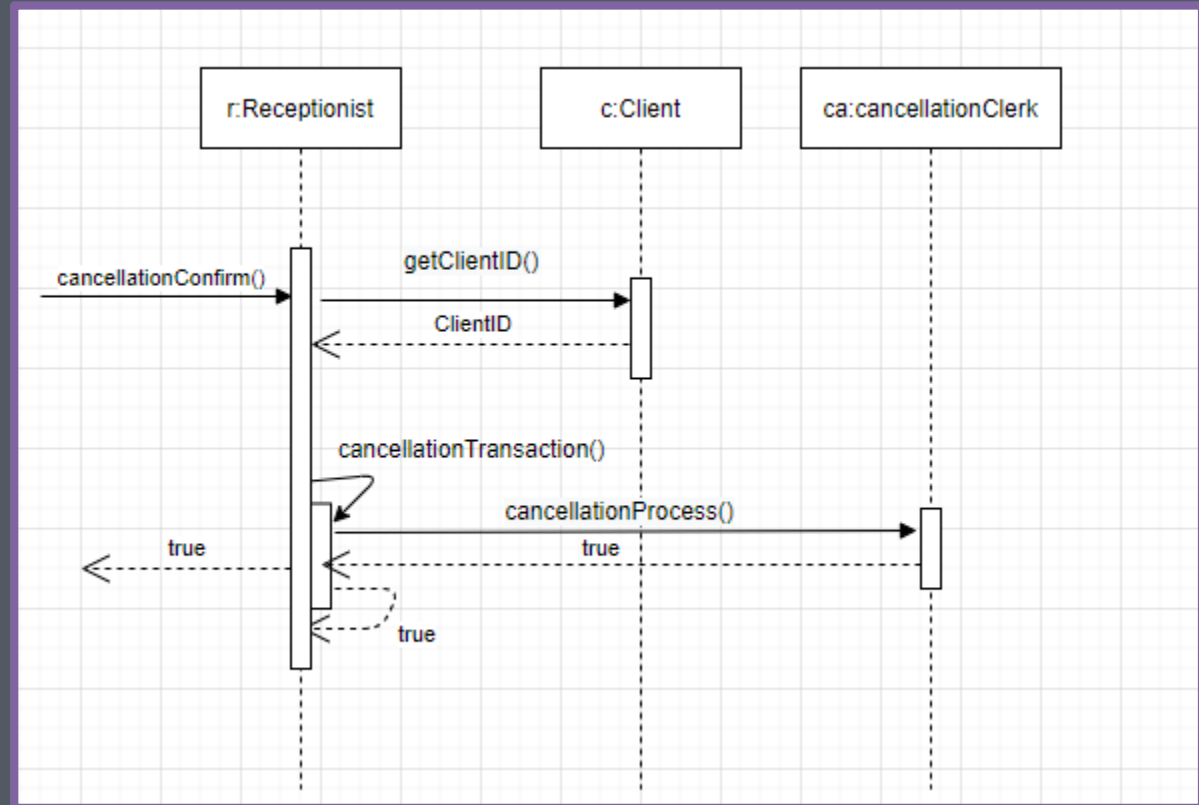 r:Receptionist
c:Client
ca:cancellationClerk
getClientID()
cancellationConfirm()
ClientID
cancellationTransaction()
cancellationProcess()
true
true
true